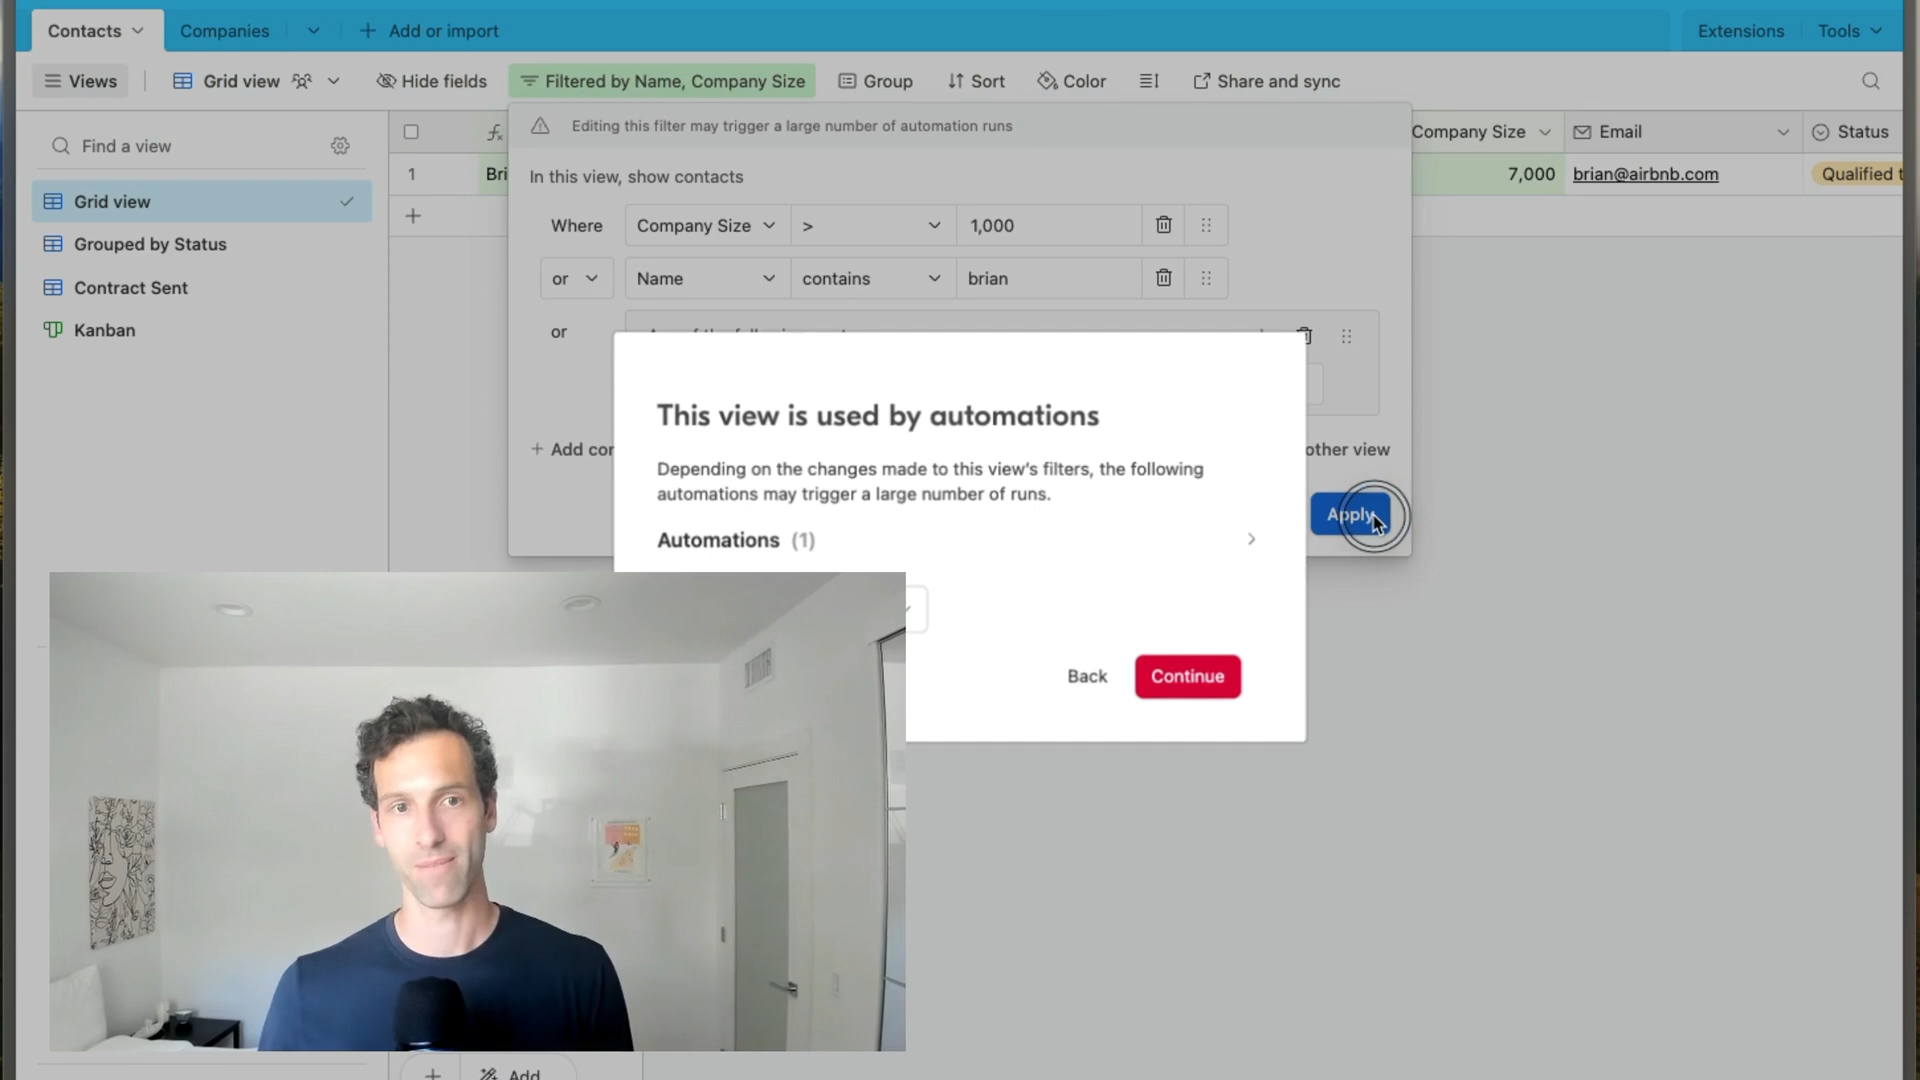 Contacts
Companies
Add or import
Extensions
Tools
Views
Grid view
Hide fields
Filtered by Name, Company Size
Group
Sort
Color
Share and sync
Find a view
Grid view
Grouped by Status
Contract Sent
Kanban
Editing this filter may trigger a large number of automation runs
Company Size
Email
Status
1
Bri
7,000
brian@airbnb.com
Qualified t
In this view, show contacts
Where
Company Size
>
1,000
or
Name
contains
brian
or
+ Add cor
other view
Apply
This view is used by automations
Depending on the changes made to this view's filters, the following
automations may trigger a large number of runs.
Automations (1)
Back
Continue
Add